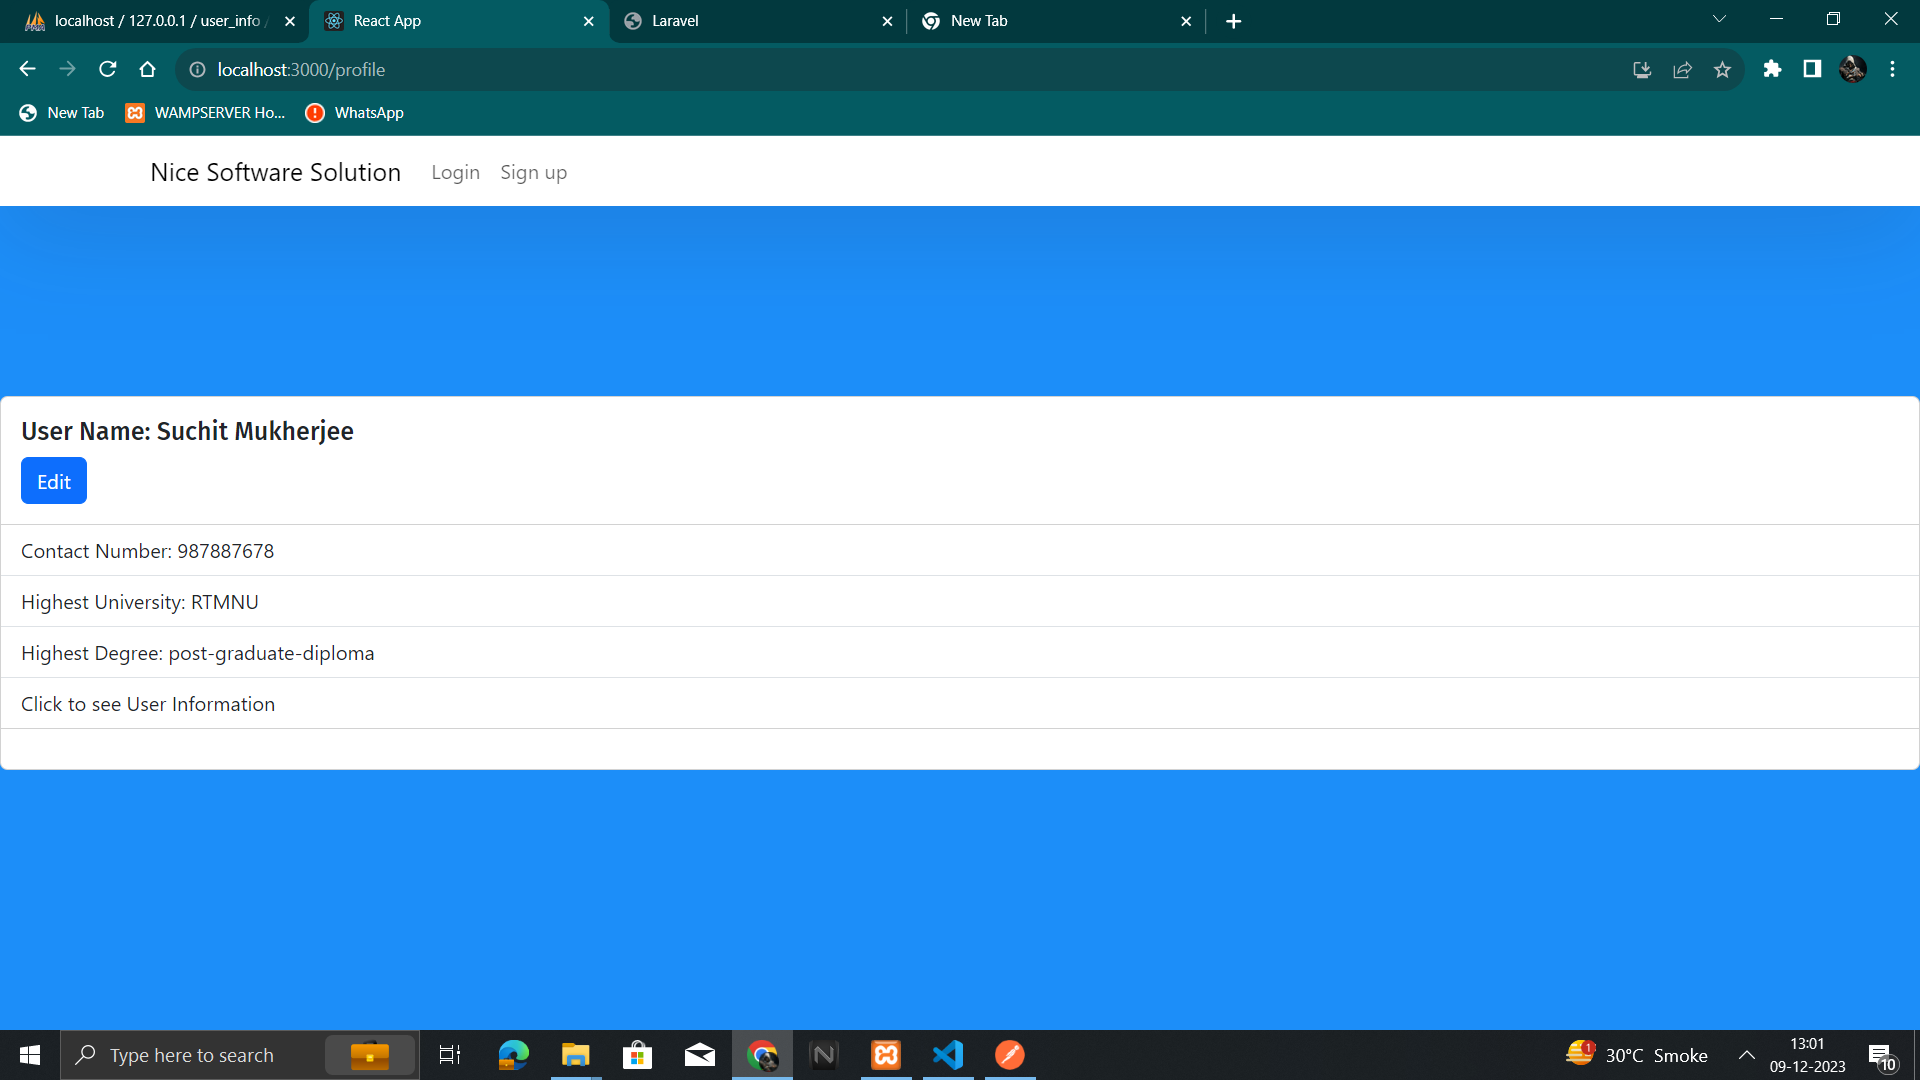 localhost / 127.0.0.1 / user_info /
React App
Laravel
New Tab
localhost:3000/profile
New Tab
WAMPSERVER Ho...
WhatsApp
Nice Software Solution
Login
Sign up
User Name: Suchit Mukherjee
Edit
Contact Number: 987887678
Highest University: RTMNU
Highest Degree: post-graduate-diploma
Click to see User Information
Type here to search
1
30°C Smoke
13:01
09-12-2023
10